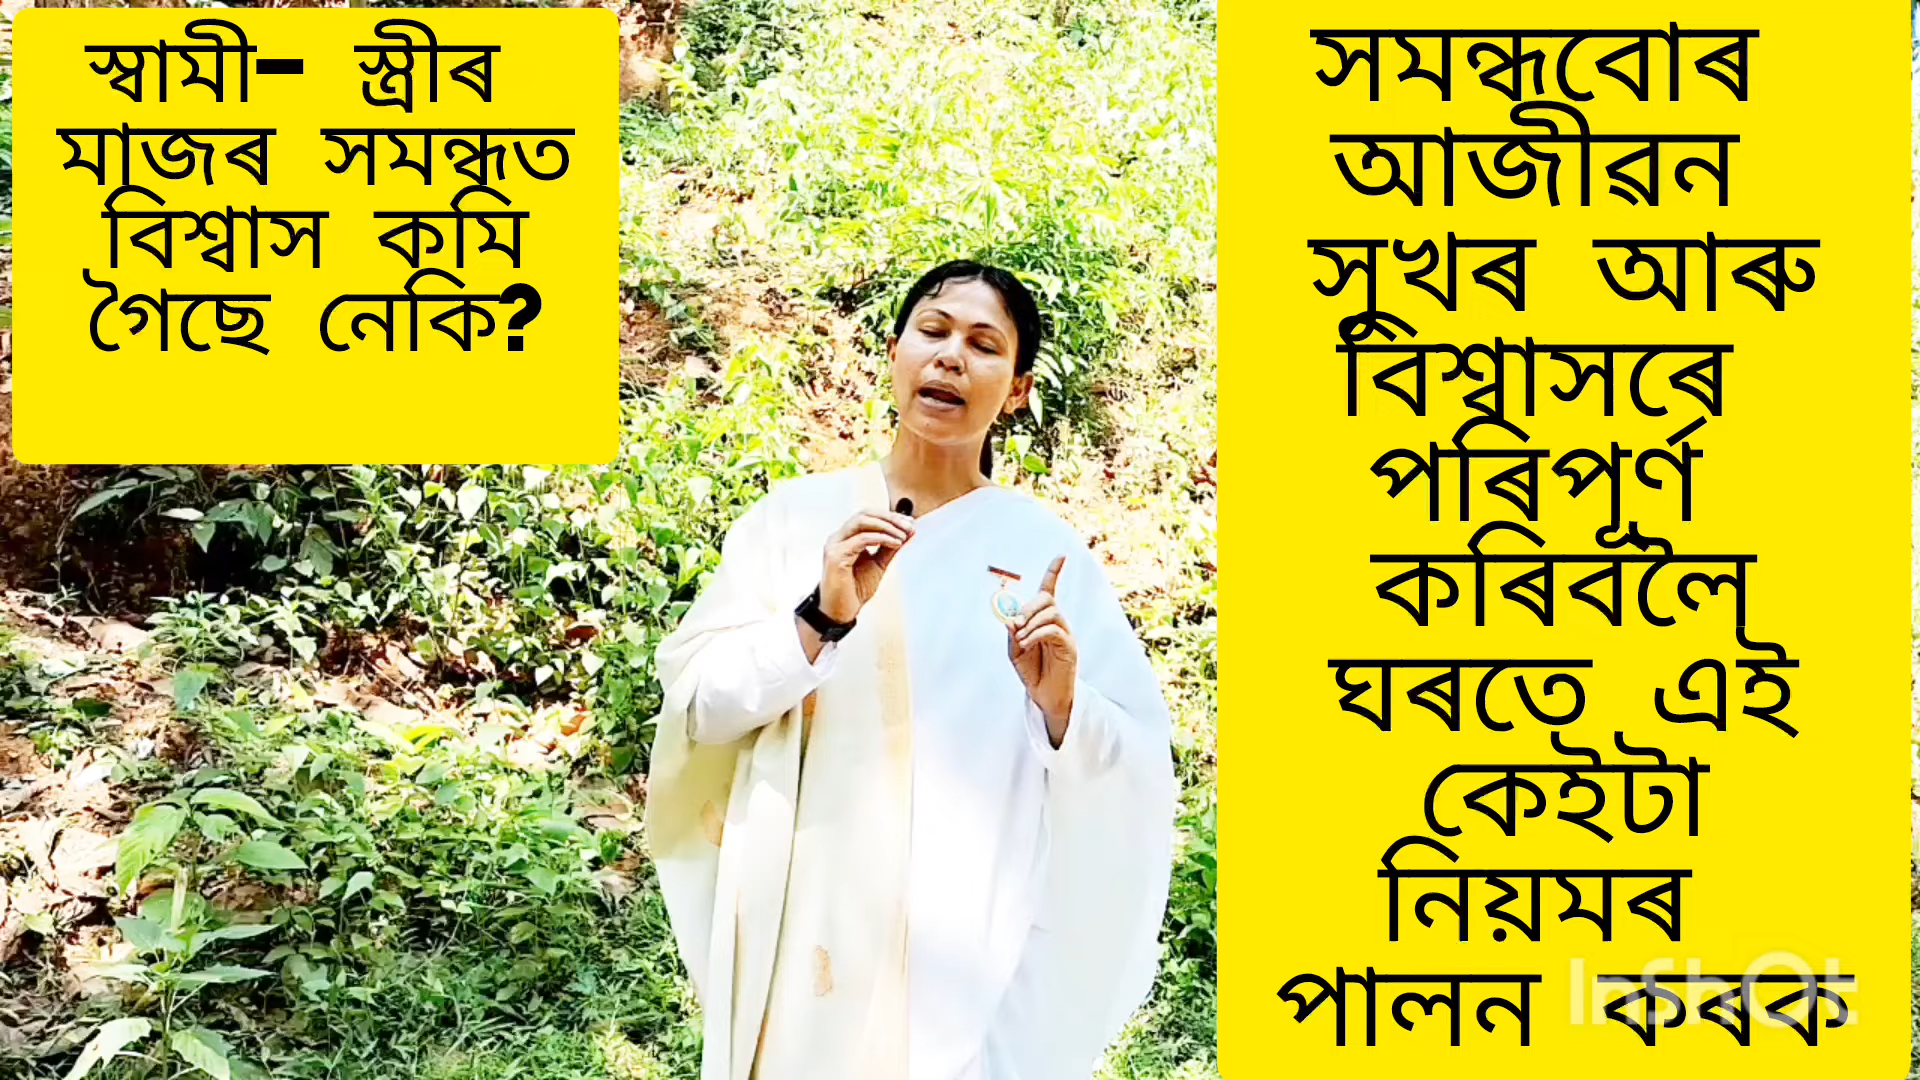 স্বামী- স্ত্ৰীৰ
মাজৰ সমন্ধত
বিশ্বাস কমি
গৈছে নেকি?
সমন্ধবোৰ
আজীৱন
সুখৰ আৰু
বিশ্বাসৰ্ৰে
পৰিপূৰ্ণ
কৰিবলৈ
ঘৰতে এই
কেইটা
নিয়মৰ
পালন কৰক
InShOt